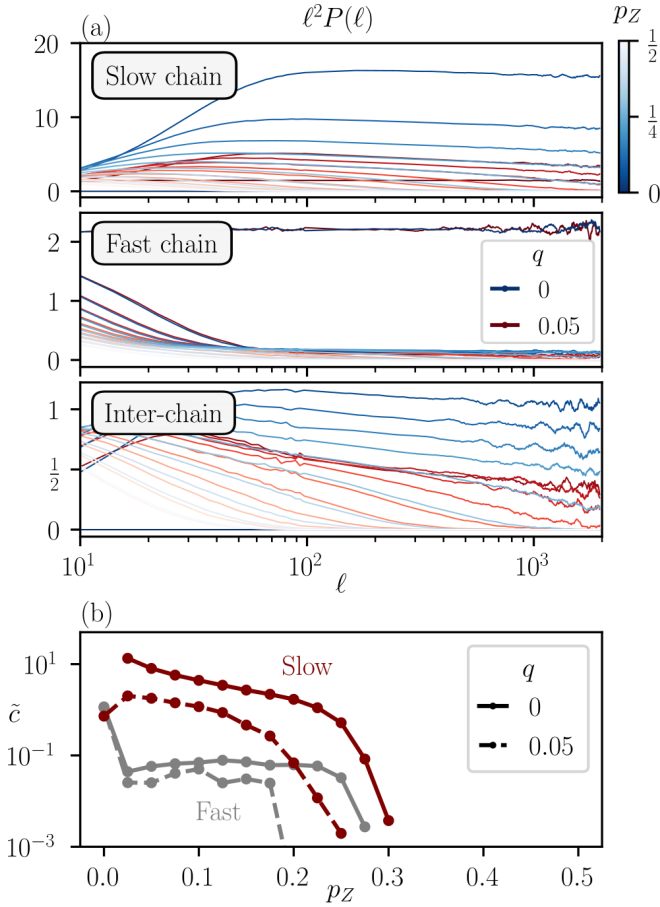 (a)
ℓ²P(ℓ)
p_Z
20
10
0
Slow chain
1/2
1/4
0
2
1
0
Fast chain
q
0
0.05
1
1/2
0
Inter-chain
10¹
10²
10³
ℓ
(b)
10¹
10⁻¹
10⁻³
c̃
Slow
Fast
q
0
0.05
0.0
0.1
0.2
0.3
0.4
0.5
p_Z